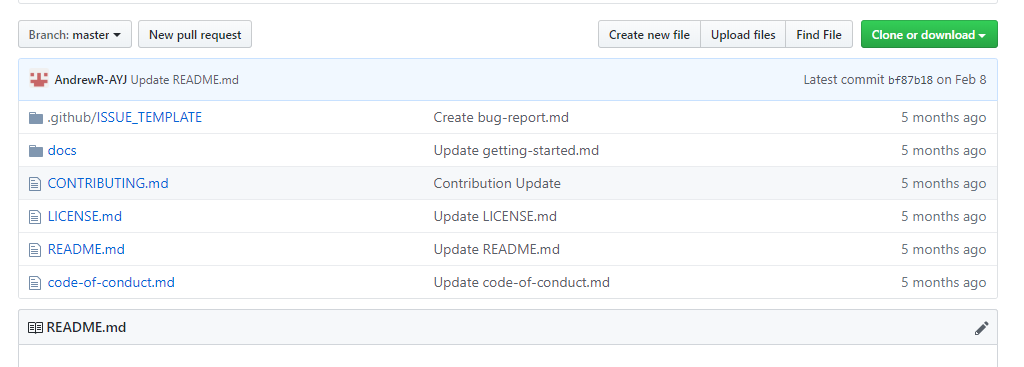 Branch: master New pull request Create new file Upload files Find File Clone or download
AndrewR-AYJ Update README.md Latest commit bf87b18 on Feb 8
.github/ISSUE_TEMPLATE Create bug-report.md 5 months ago
docs Update getting-started.md 5 months ago
CONTRIBUTING.md Contribution Update 5 months ago
LICENSE.md Update LICENSE.md 5 months ago
README.md Update README.md 5 months ago
code-of-conduct.md Update code-of-conduct.md 5 months ago
README.md